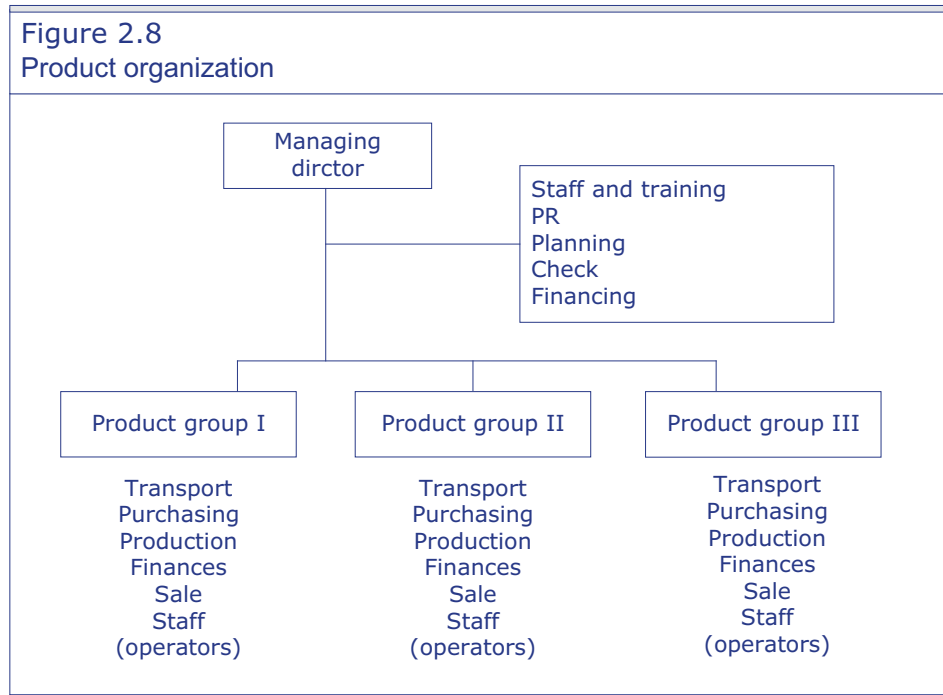 Figure 2.8
Product organization
Managing
dirctor
Staff and training
PR
Planning
Check
Financing
Product group I
Product group II
Product group III
Transport
Purchasing
Production
Finances
Sale
Staff
(operators)
Transport
Purchasing
Production
Finances
Sale
Staff
(operators)
Transport
Purchasing
Production
Finances
Sale
Staff
(operators)